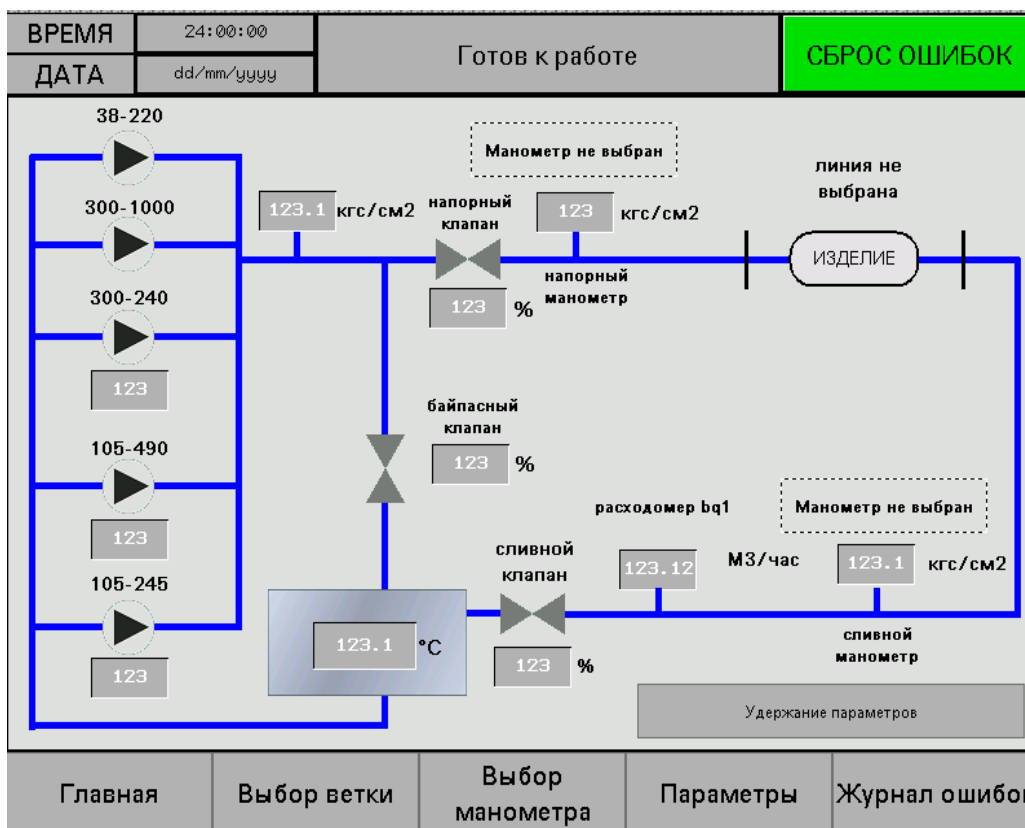 ВРЕМЯ
24:00:00
Готов к работе
СБРОС ОШИБОК
ДАТА
dd/mm/yyyy
38-220
Манометр не выбран
линия не
выбрана
300-1000
123.1
кгс/см2
напорный
клапан
123
кгс/см2
ИЗДЕЛИЕ
напорный
манометр
300-240
123
%
123
байпасный
клапан
105-490
123
%
123
расходомер bq1
Манометр не выбран
сливной
клапан
123.12
М3/час
123.1
кгс/см2
105-245
123.1
°C
123
%
сливной
манометр
123
Удержание параметров
Главная
Выбор ветки
Выбор
манометра
Параметры
Журнал ошибо